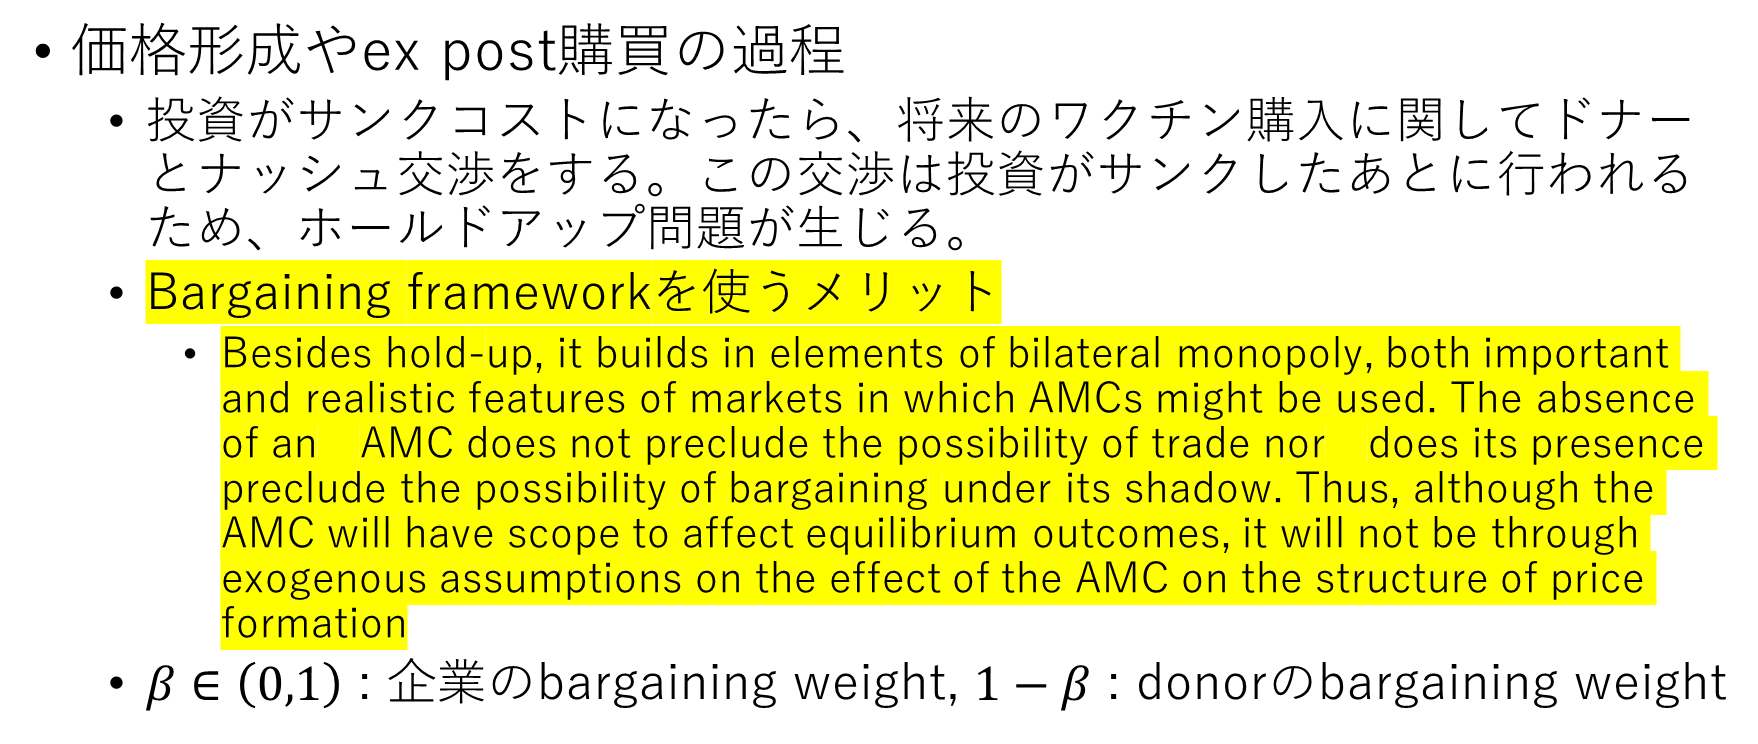 • 価格形成やex post購買の過程
• 投資がサンクコストになったら、将来のワクチン購入に関してドナー
とナッシュ交渉をする。この交渉は投資がサンクしたあとに行われる
ため、ホールドアップ問題が生じる。
• Bargaining frameworkを使うメリット
• Besides hold-up, it builds in elements of bilateral monopoly, both important
and realistic features of markets in which AMCs might be used. The absence
of an　AMC does not preclude the possibility of trade nor　does its presence
preclude the possibility of bargaining under its shadow. Thus, although the
AMC will have scope to affect equilibrium outcomes, it will not be through
exogenous assumptions on the effect of the AMC on the structure of price
formation
• β ∈ (0,1) : 企業のbargaining weight, 1 − β : donorのbargaining weight